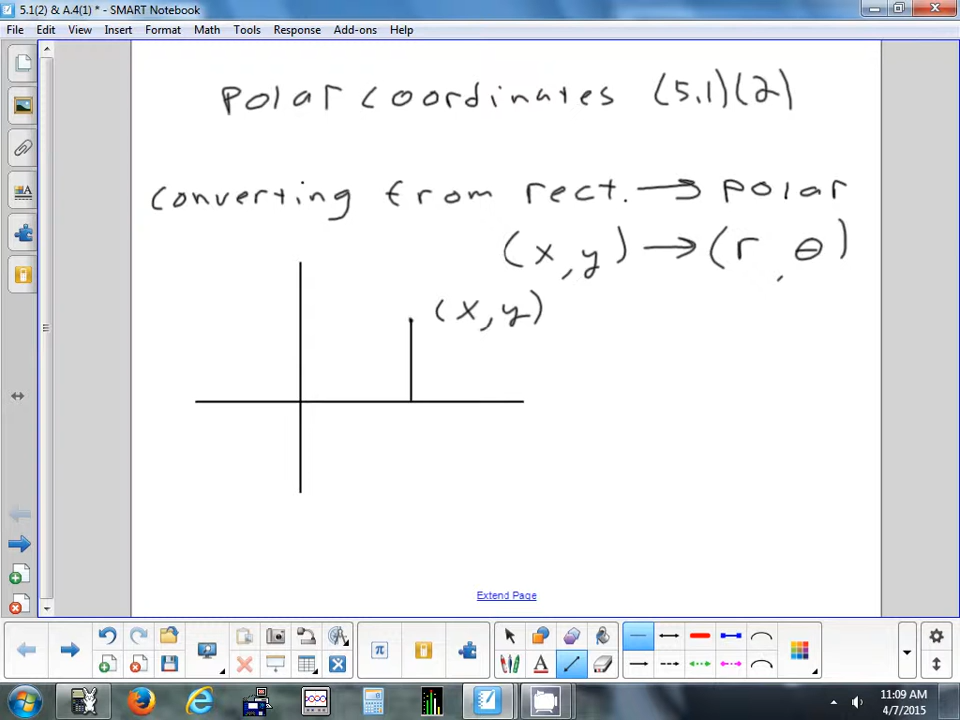 5.1(2) & A.4(1) * - SMART Notebook
File Edit View Insert Format Math Tools Response Add-ons Help
Polar Coordinates (5.1)(2)
Converting from rect. → polar
(x,y) → (r, θ)
(x,y)
Extend Page
11:09 AM
4/7/2015